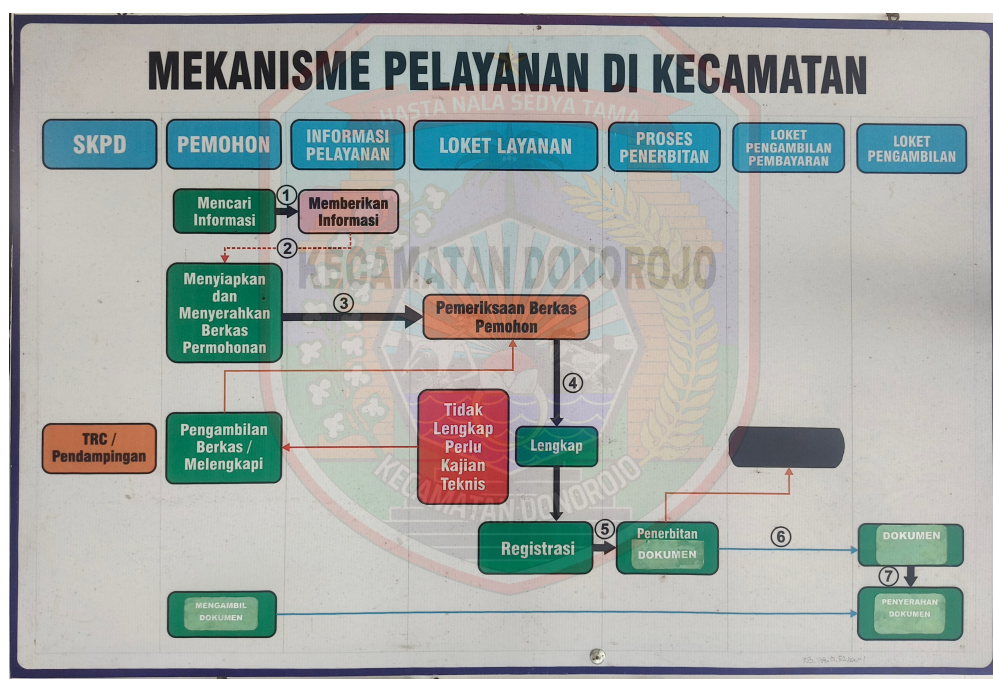 MEKANISME PELAYANAN DI KECAMATAN
HASTA NALA SEDYA TAMA
SKPD
PEMOHON
INFORMASI
PELAYANAN
LOKET LAYANAN
PROSES
PENERBITAN
LOKET
PENGAMBILAN
PEMBAYARAN
LOKET
PENGAMBILAN
Mencari
Informasi
1
Memberikan
Informasi
2
KECAMATAN DONOROJO
Menyiapkan
dan
Menyerahkan
Berkas
Permohonan
3
Pemeriksaan Berkas
Pemohon
4
TRC /
Pendampingan
Pengambilan
Berkas /
Melengkapi
Tidak
Lengkap
Perlu
Kajian
Teknis
Lengkap
KECAMATAN DONOROJO
Registrasi
5
Penerbitan
DOKUMEN
6
DOKUMEN
7
MENGAMBIL
DOKUMEN
PENYERAHAN
DOKUMEN